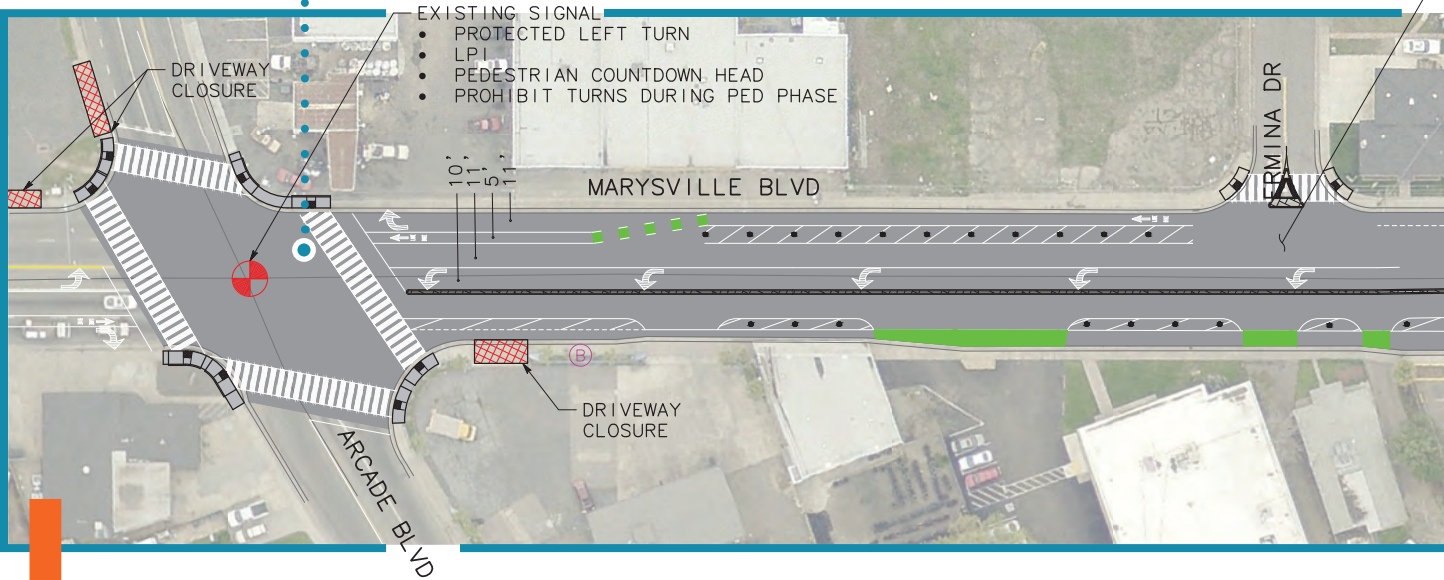 EXISTING SIGNAL
• PROTECTED LEFT TURN
• LPI
• PEDESTRIAN COUNTDOWN HEAD
• PROHIBIT TURNS DURING PED PHASE
DRIVEWAY
CLOSURE
10'
11'
5'
11'
MARYSVILLE BLVD
ERMINA DR
B
DRIVEWAY
CLOSURE
ARCADE BLVD